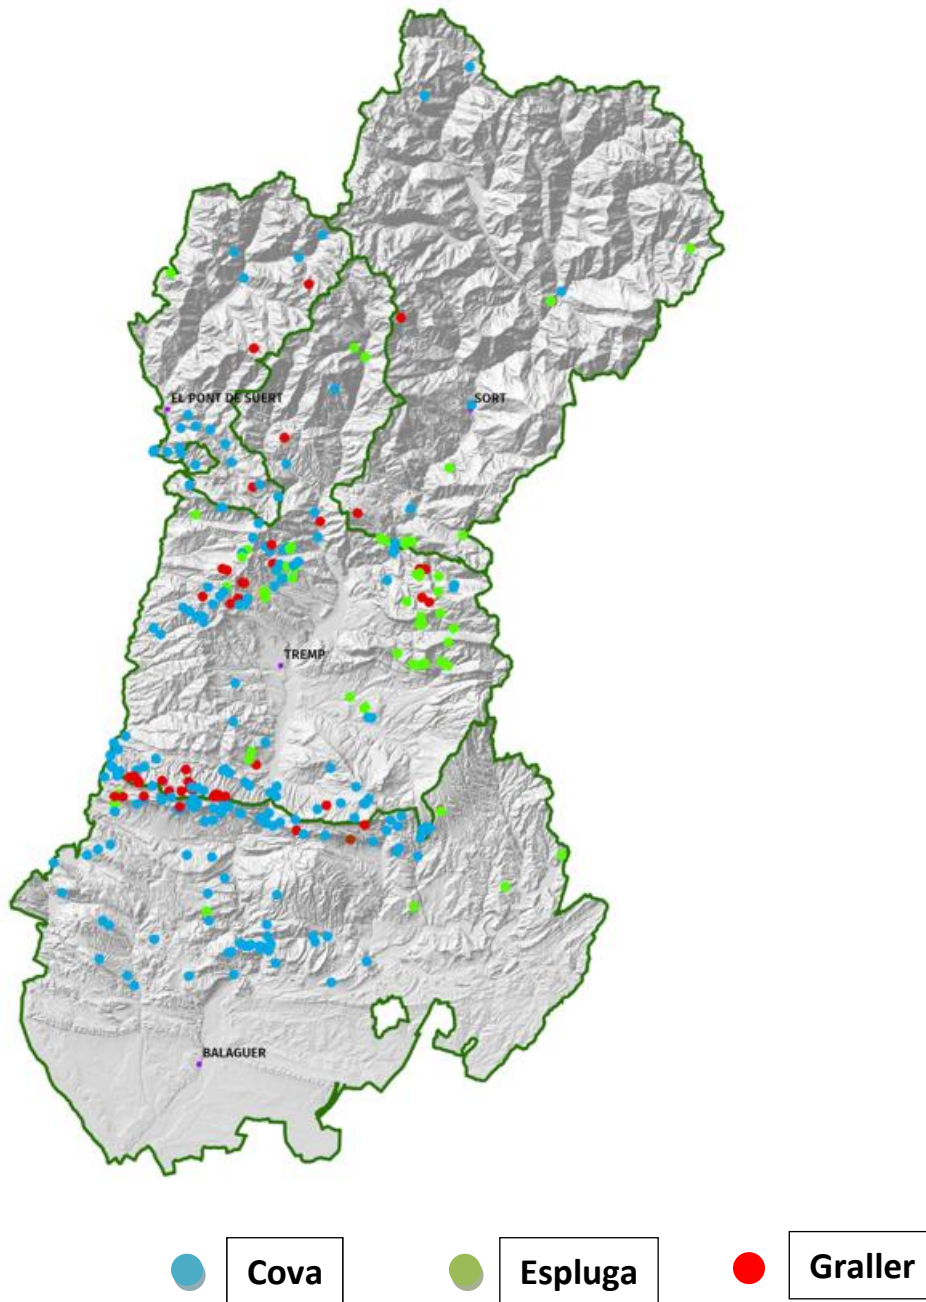 EL PONT DE SUERT
SORT
TREMP
BALAGUER
Cova
Espluga
Graller